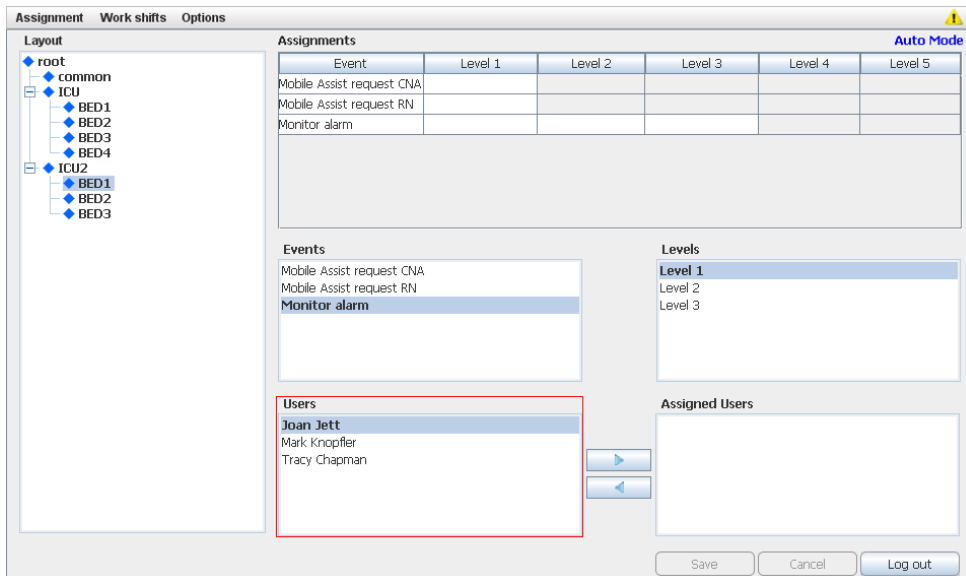 Assignment Work shifts Options
Layout
root
common
ICU
BED1
BED2
BED3
BED4
ICU2
BED1
BED2
BED3
Assignments Auto Mode
Event Level 1 Level 2 Level 3 Level 4 Level 5
Mobile Assist request CNA
Mobile Assist request RN
Monitor alarm
Events
Mobile Assist request CNA
Mobile Assist request RN
Monitor alarm
Levels
Level 1
Level 2
Level 3
Users
Joan Jett
Mark Knopfler
Tracy Chapman
Assigned Users
Save Cancel Log out